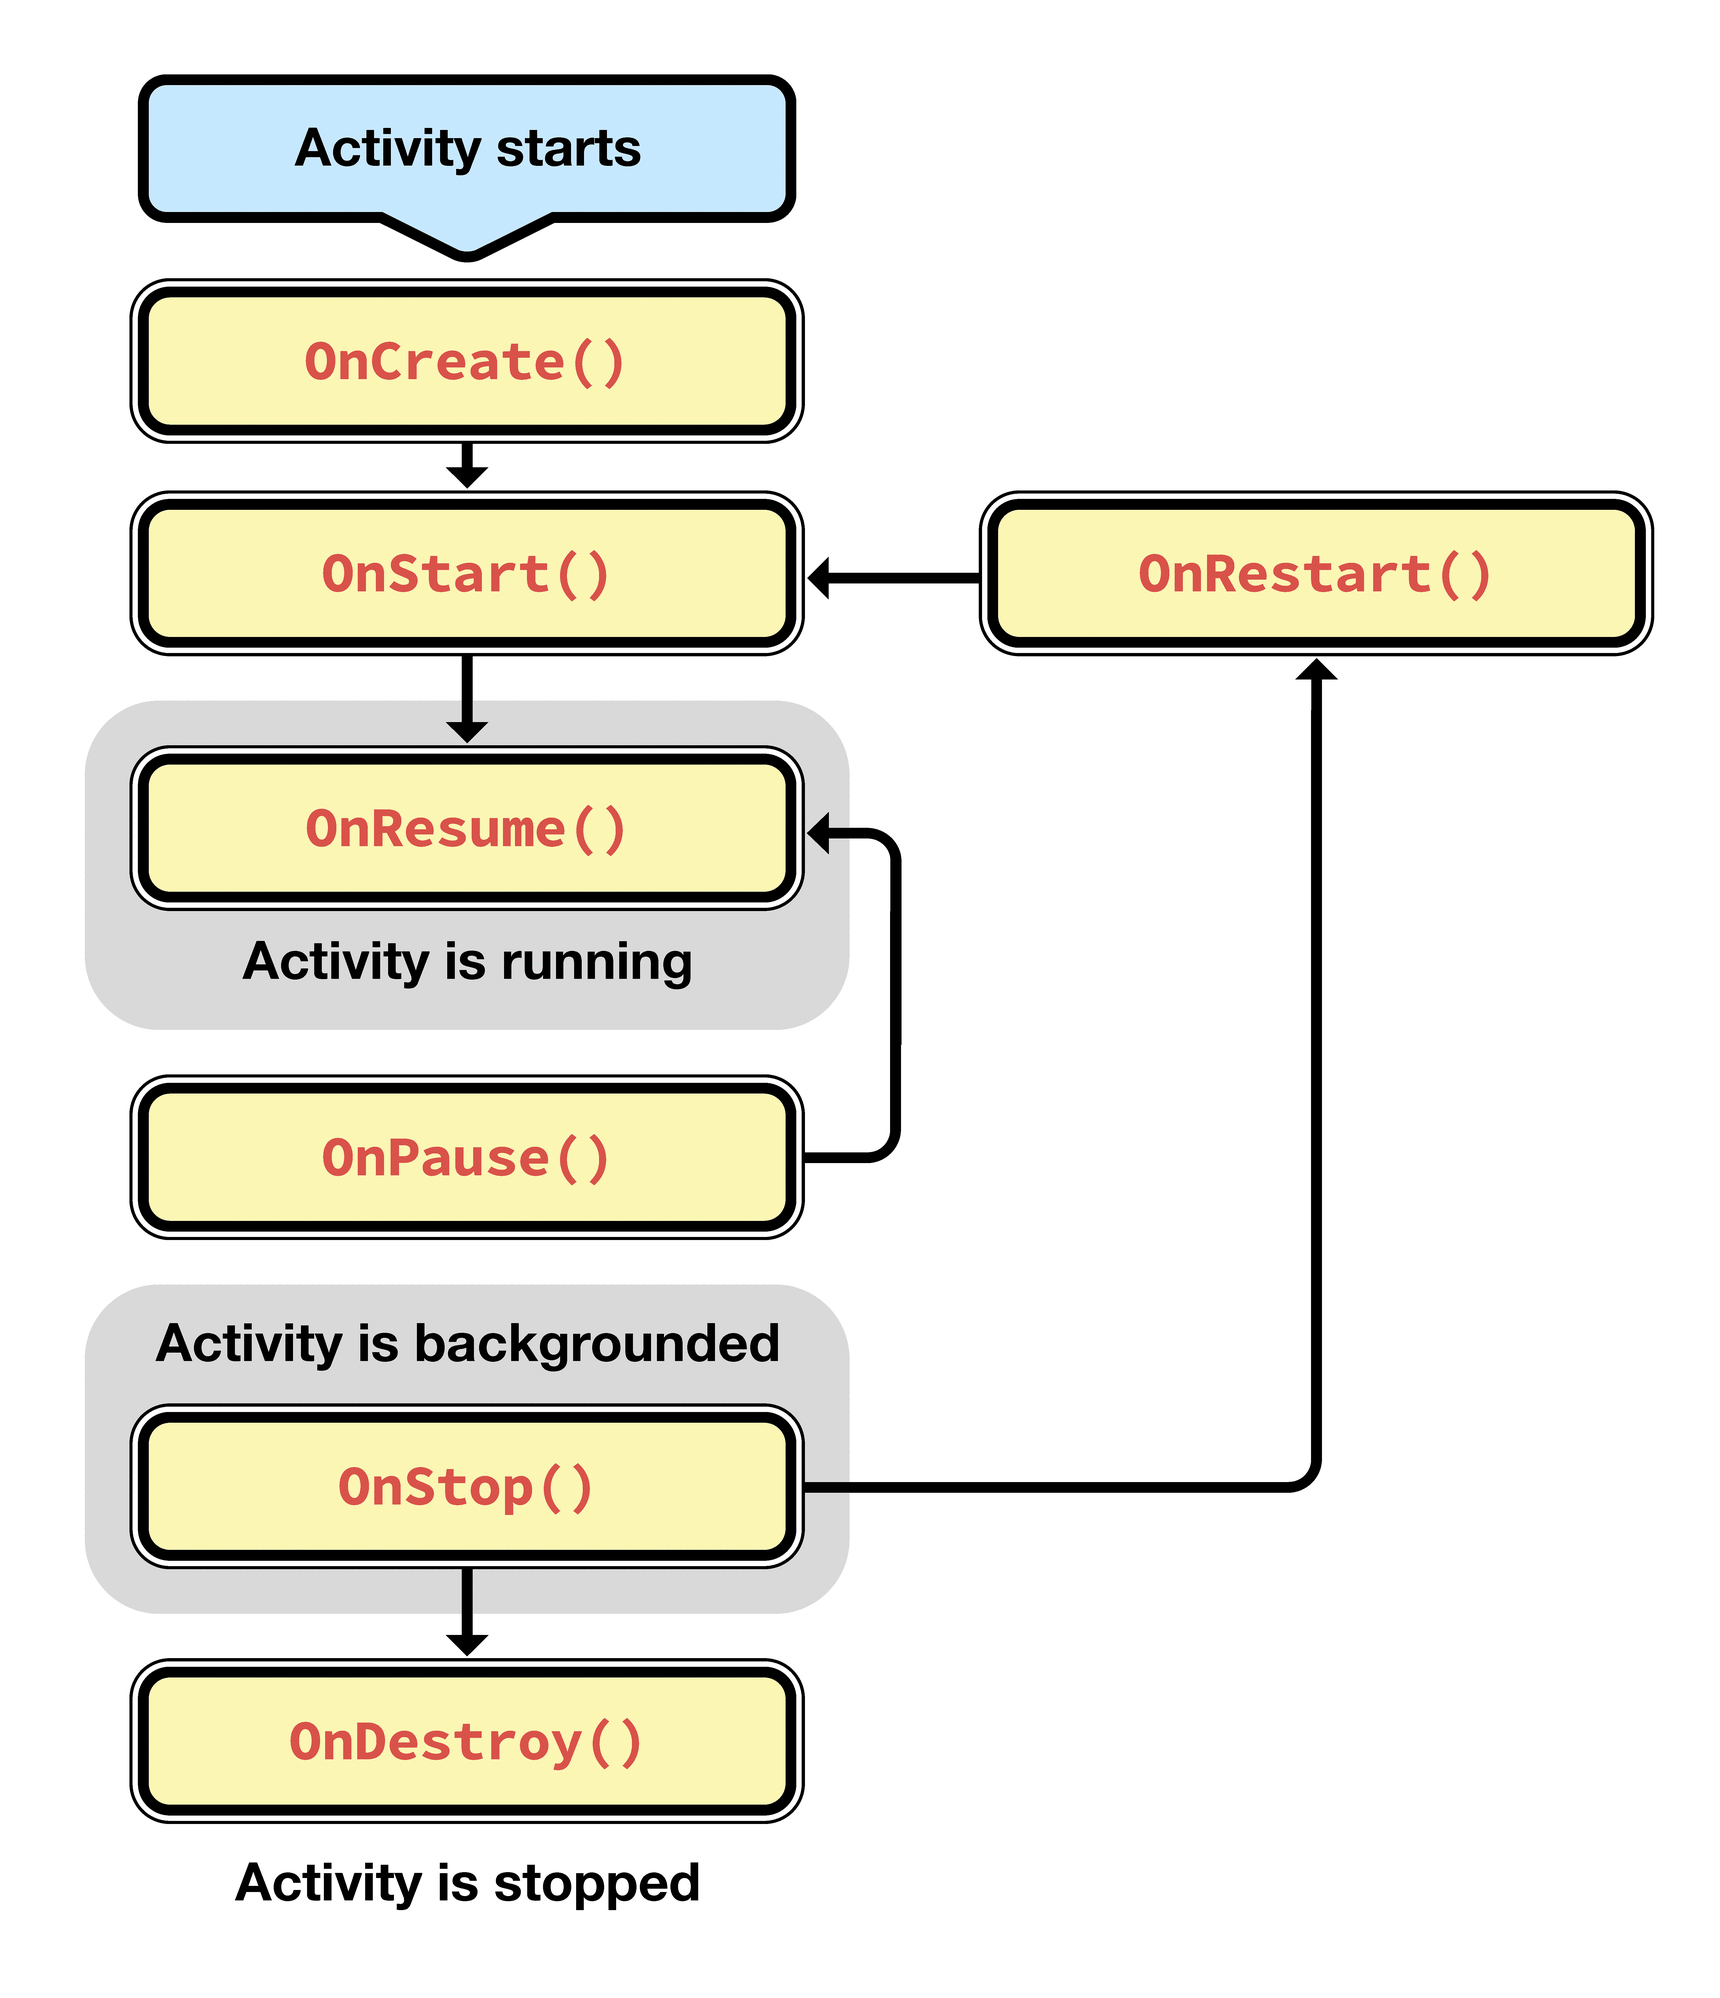 Activity starts
OnCreate()
OnStart()
OnRestart()
OnResume()
Activity is running
OnPause()
Activity is backgrounded
OnStop()
OnDestroy()
Activity is stopped